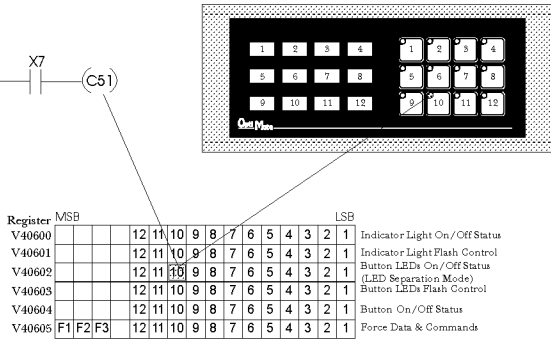 X7
C51
1 2 3 4
5 6 7 8
9 10 11 12
1 2 3 4
5 6 7 8
9 10 11 12
Opti Mate
Register MSB LSB
V40600 12 11 10 9 8 7 6 5 4 3 2 1 Indicator Light On/Off Status
V40601 12 11 10 9 8 7 6 5 4 3 2 1 Indicator Light Flash Control
V40602 12 11 10 9 8 7 6 5 4 3 2 1 Button LEDs On/Off Status
(LED Separation Mode)
V40603 12 11 10 9 8 7 6 5 4 3 2 1 Button LEDs Flash Control
V40604 12 11 10 9 8 7 6 5 4 3 2 1 Button On/Off Status
V40605 F1 F2 F3 12 11 10 9 8 7 6 5 4 3 2 1 Force Data & Commands